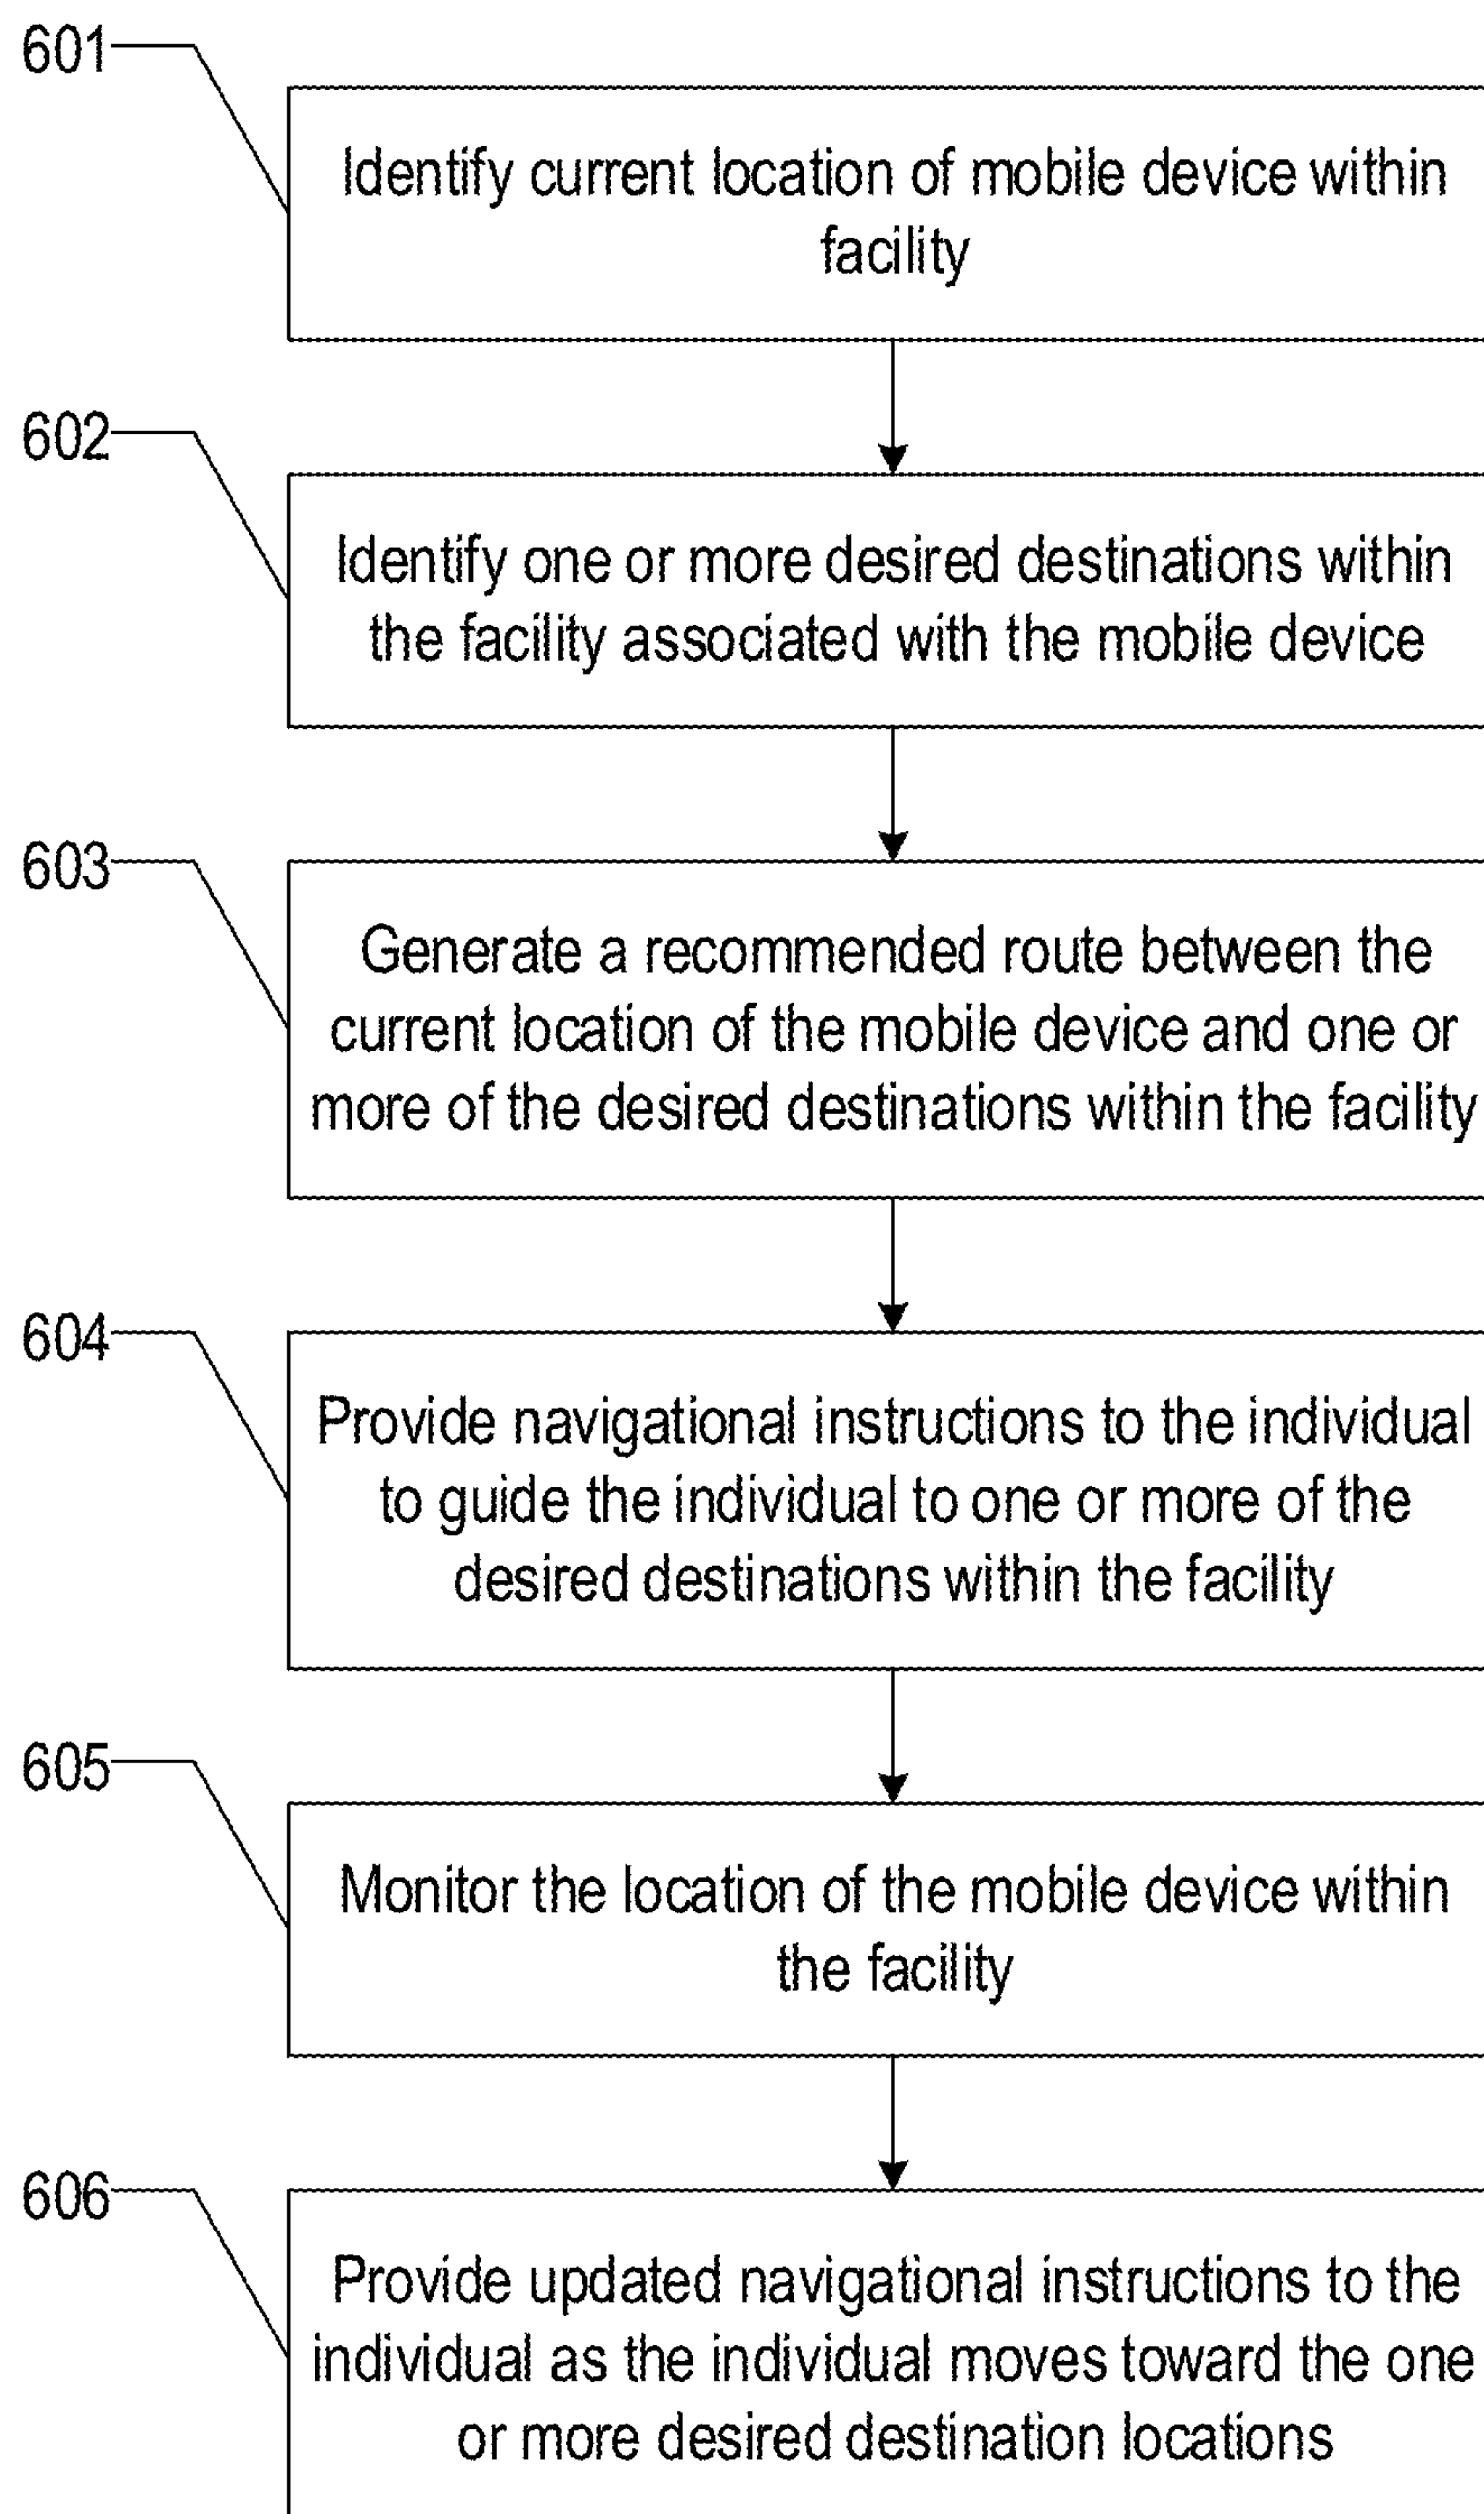 601
Identify current location of mobile device within
facility
602
Identify one or more desired destinations within
the facility associated with the mobile device
603
Generate a recommended route between the
current location of the mobile device and one or
more of the desired destinations within the facility
604
Provide navigational instructions to the individual
to guide the individual to one or more of the
desired destinations within the facility
605
Monitor the location of the mobile device within
the facility
606
Provide updated navigational instructions to the
individual as the individual moves toward the one
or more desired destination locations